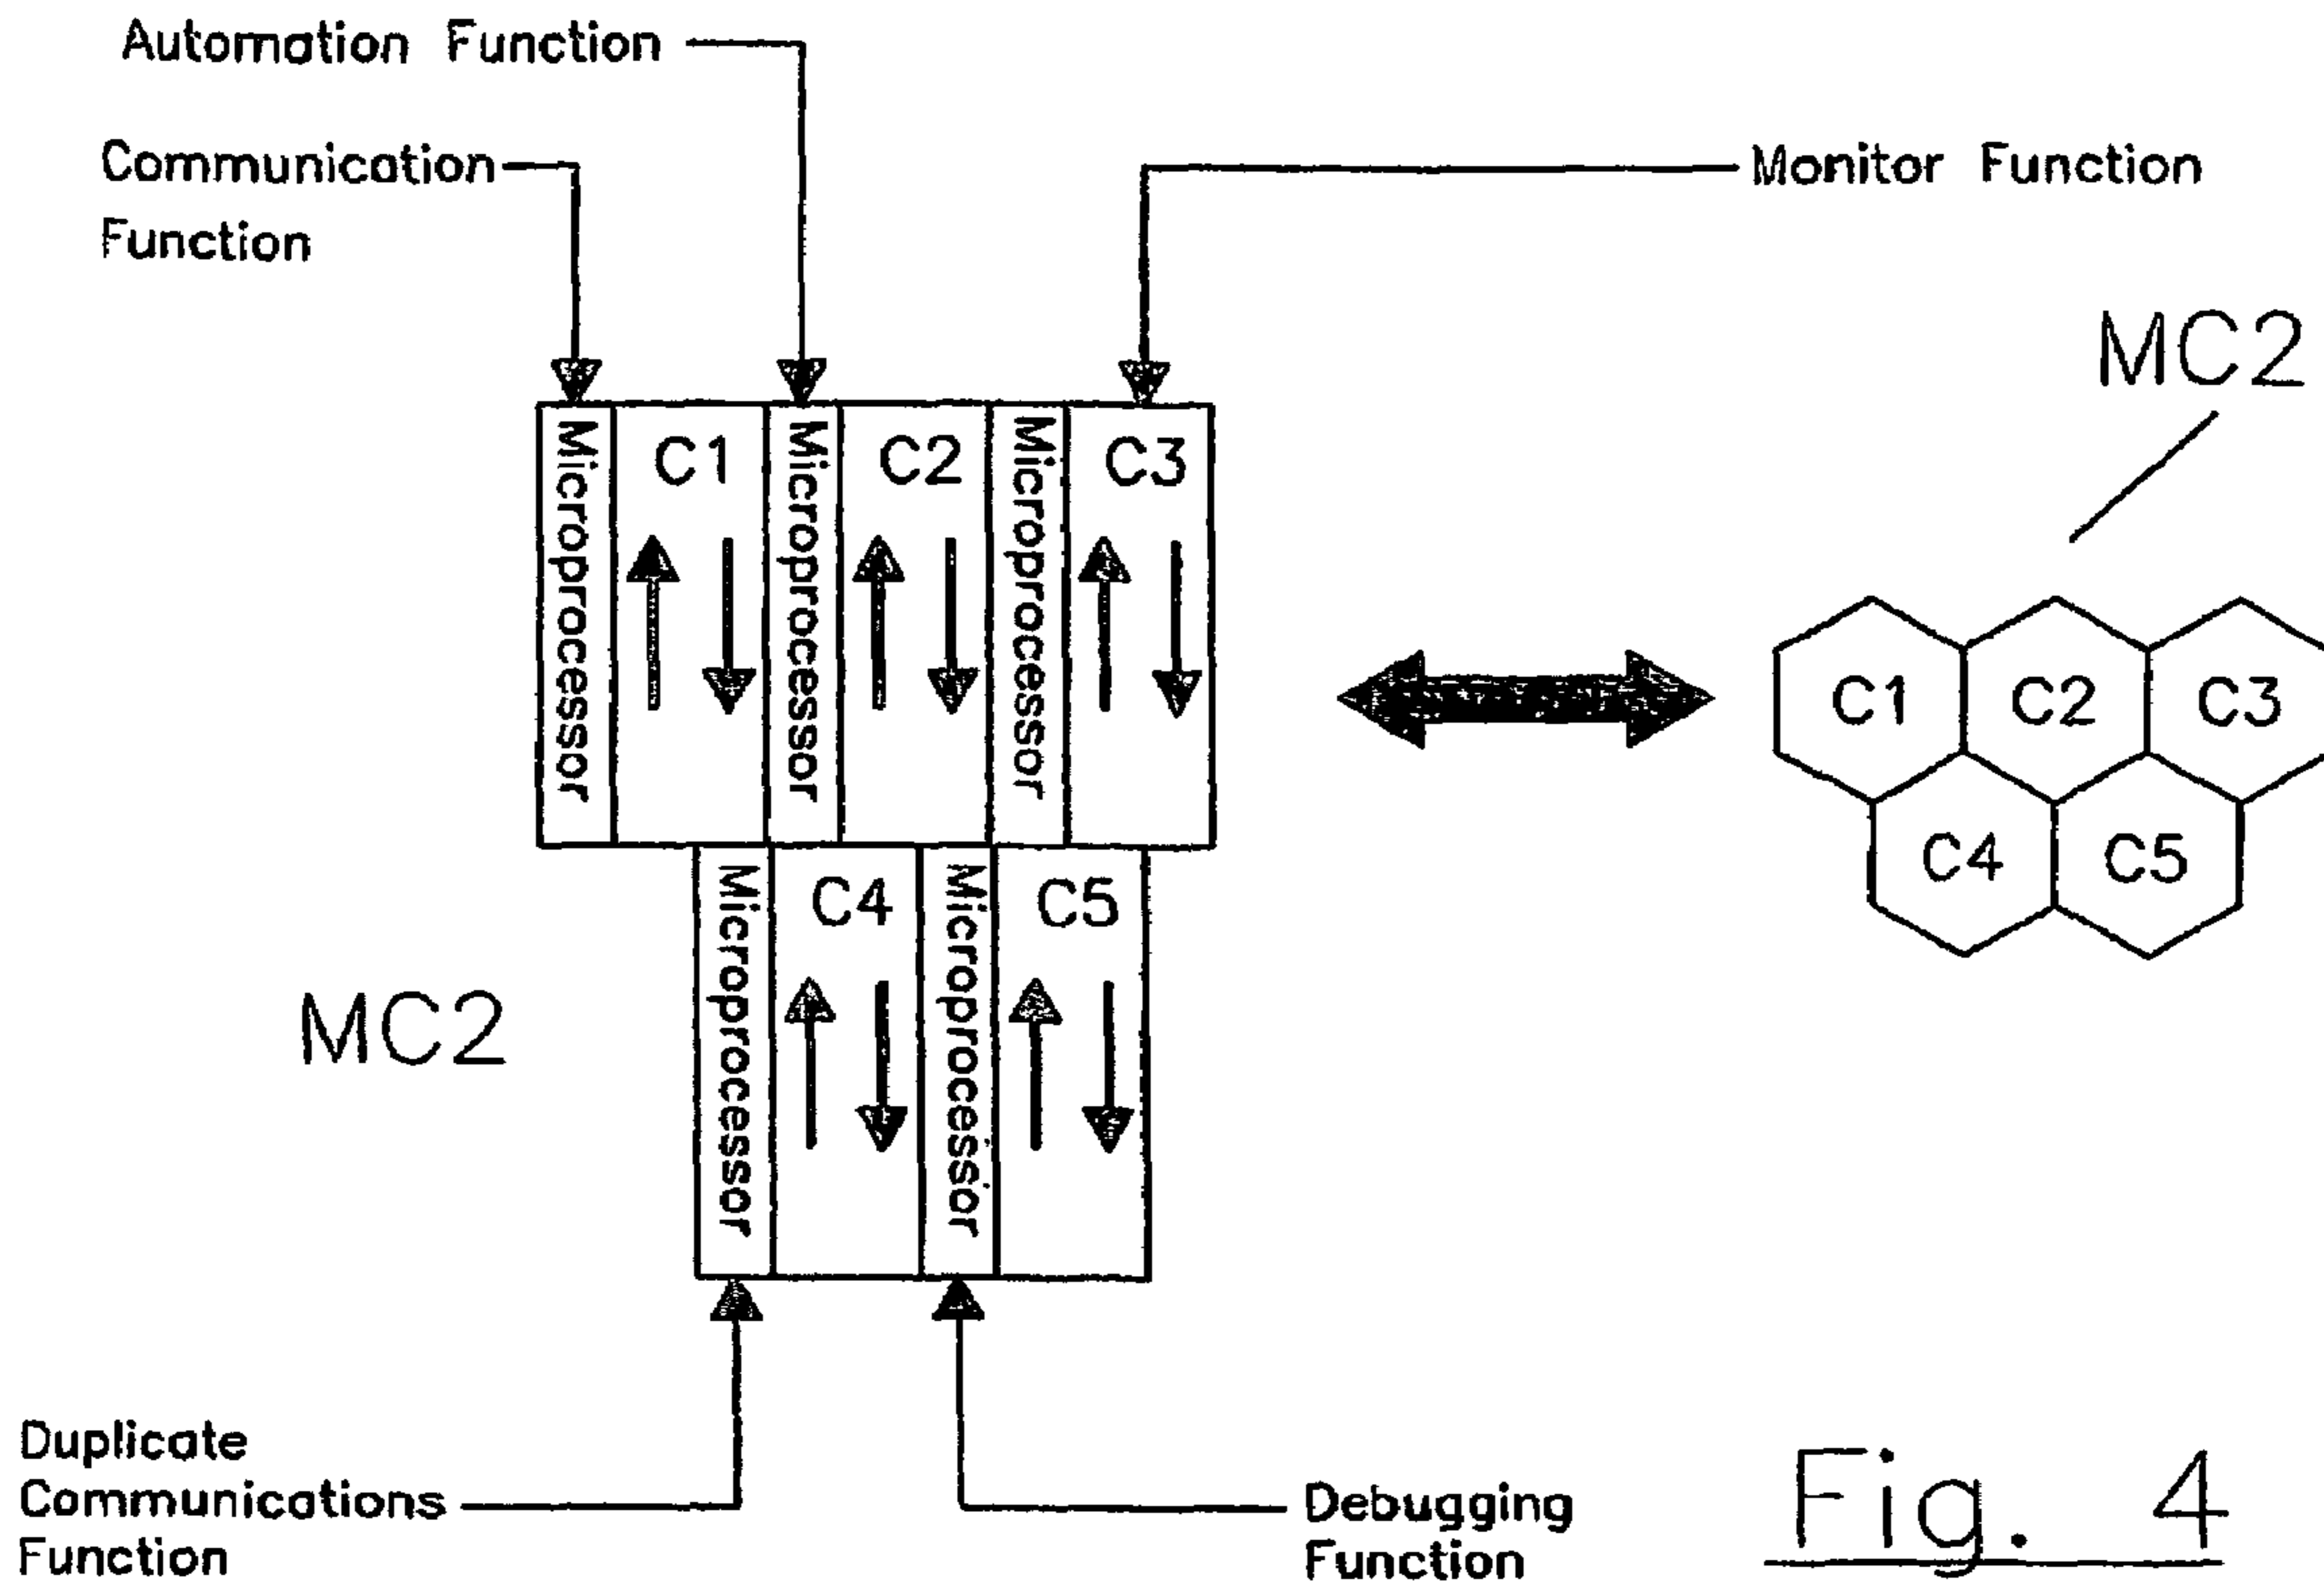 Automation Function
Communication
Function
Monitor Function
MC2
Microprocessor
C1
Microprocessor
C2
Microprocessor
C3
C1
C2
C3
C4
C5
Microprocessor
C4
Microprocessor
C5
MC2
Duplicate
Communications
Function
Debugging
Function
Fig. 4